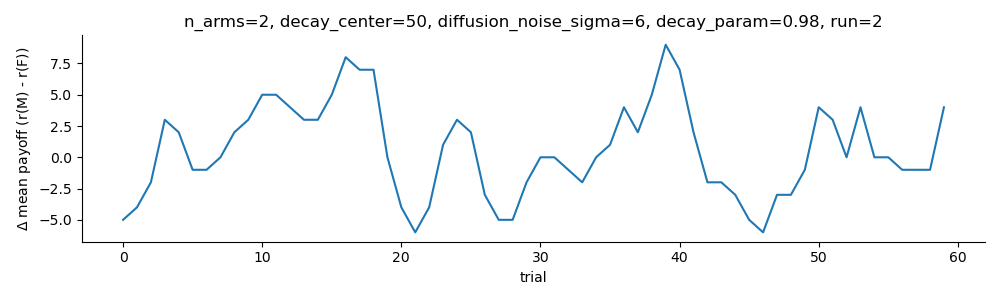 n_arms=2, decay_center=50, diffusion_noise_sigma=6, decay_param=0.98, run=2
Δ mean payoff (r(M) - r(F))
7.5
5.0
2.5
0.0
−2.5
−5.0
0 10 20 30 40 50 60
trial